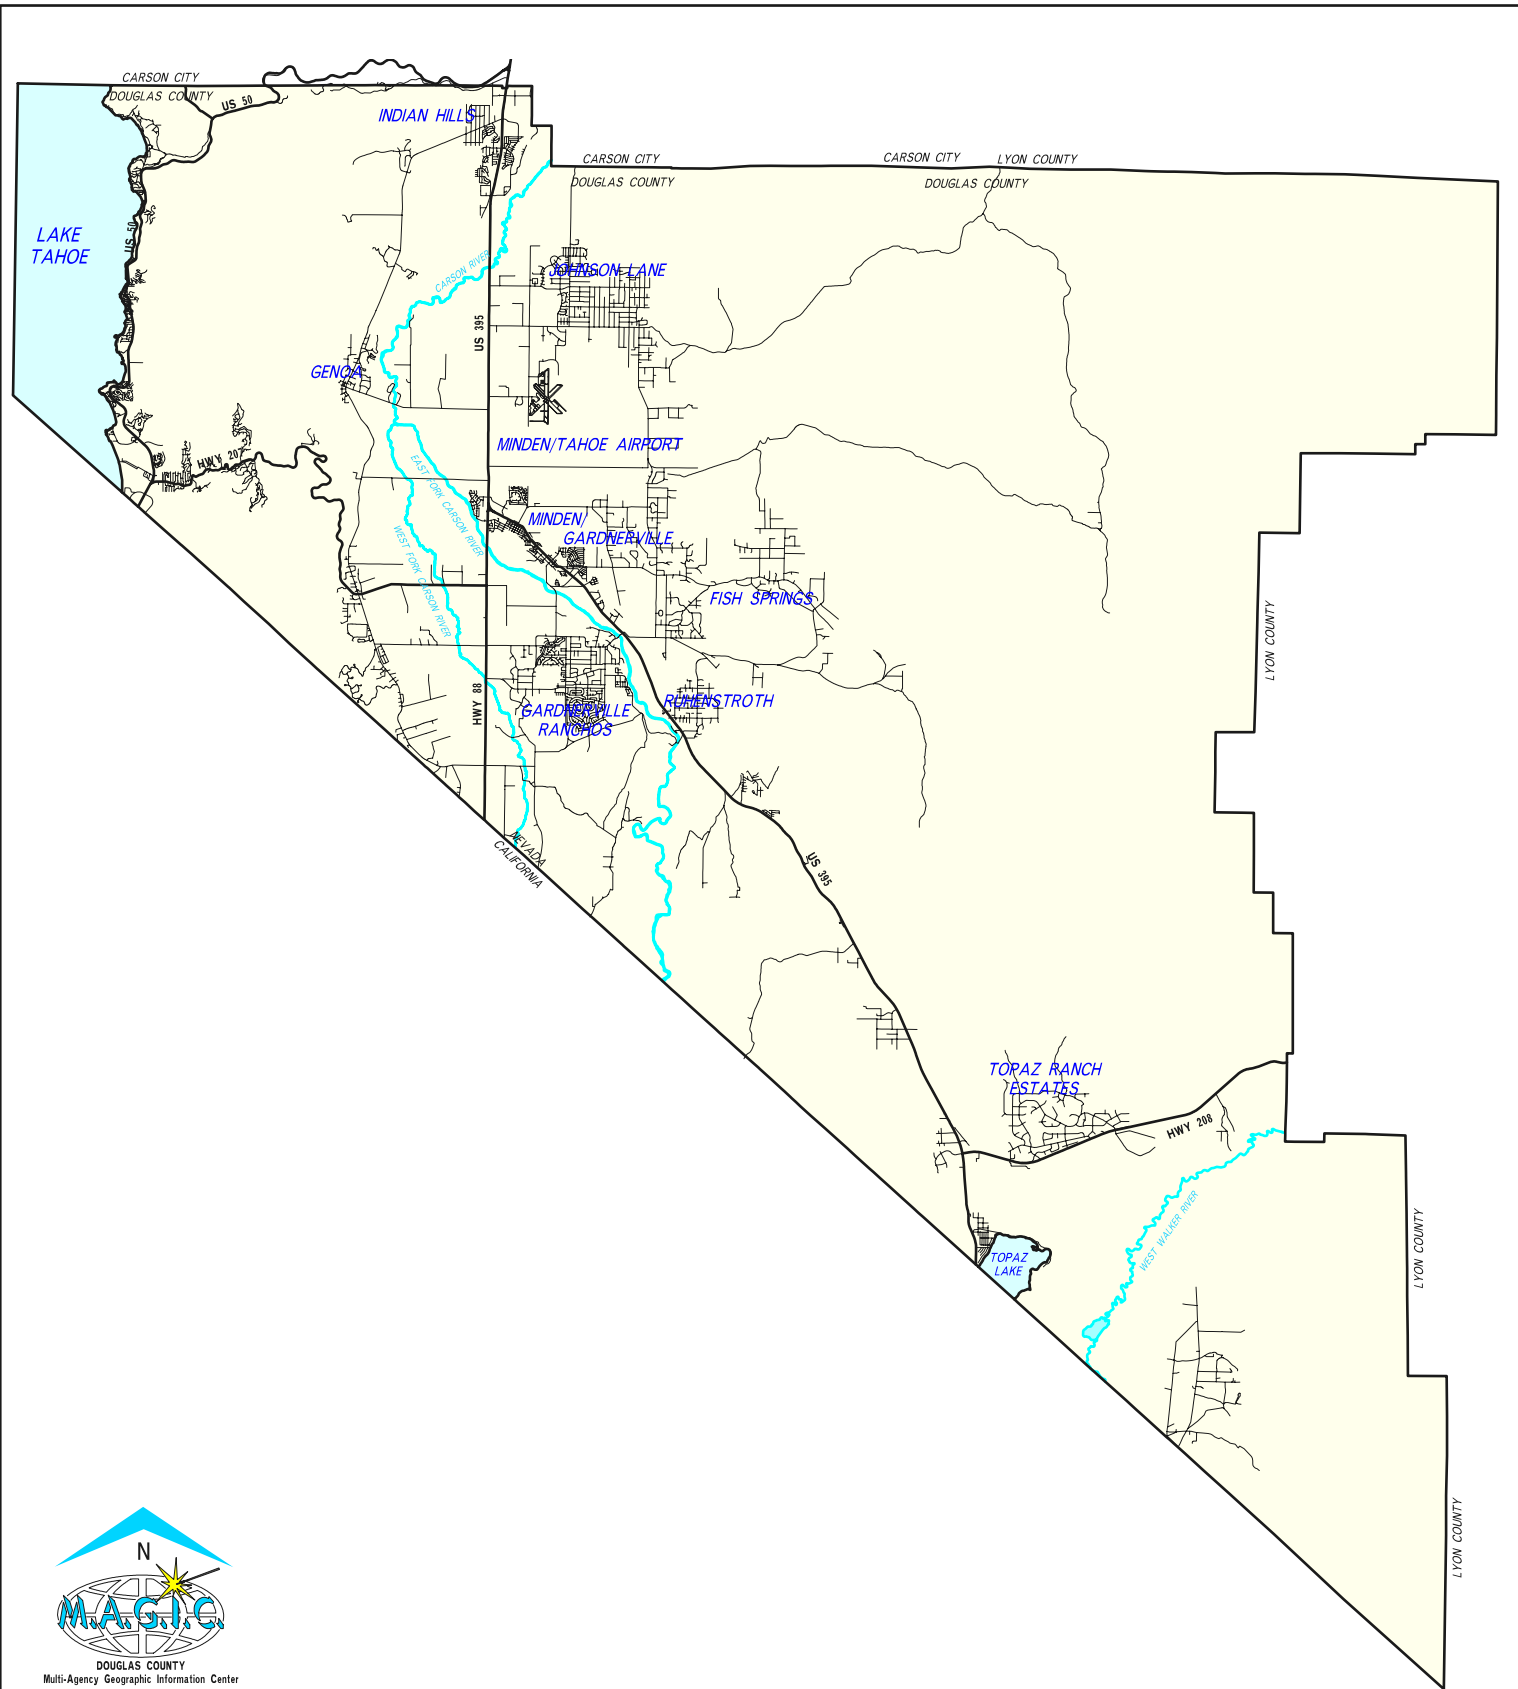 CARSON CITY
DOUGLAS COUNTY
US 50
INDIAN HILLS
CARSON CITY
DOUGLAS COUNTY
CARSON CITY
LYON COUNTY
DOUGLAS COUNTY
LAKE
TAHOE
US 50
CARSON RIVER
JOHNSON LANE
US 395
GENOA
MINDEN/TAHOE AIRPORT
HWY 207
EAST FORK CARSON RIVER
WEST FORK CARSON RIVER
MINDEN/
GARDNERVILLE
FISH SPRINGS
LYON COUNTY
HWY 88
GARDNERVILLE
RANCHOS
RUHENSTROTH
NEVADA
CALIFORNIA
US 395
TOPAZ RANCH
ESTATES
HWY 208
WEST WALKER RIVER
TOPAZ
LAKE
LYON COUNTY
LYON COUNTY
N
M.A.G.I.C.
DOUGLAS COUNTY
Multi-Agency Geographic Information Center